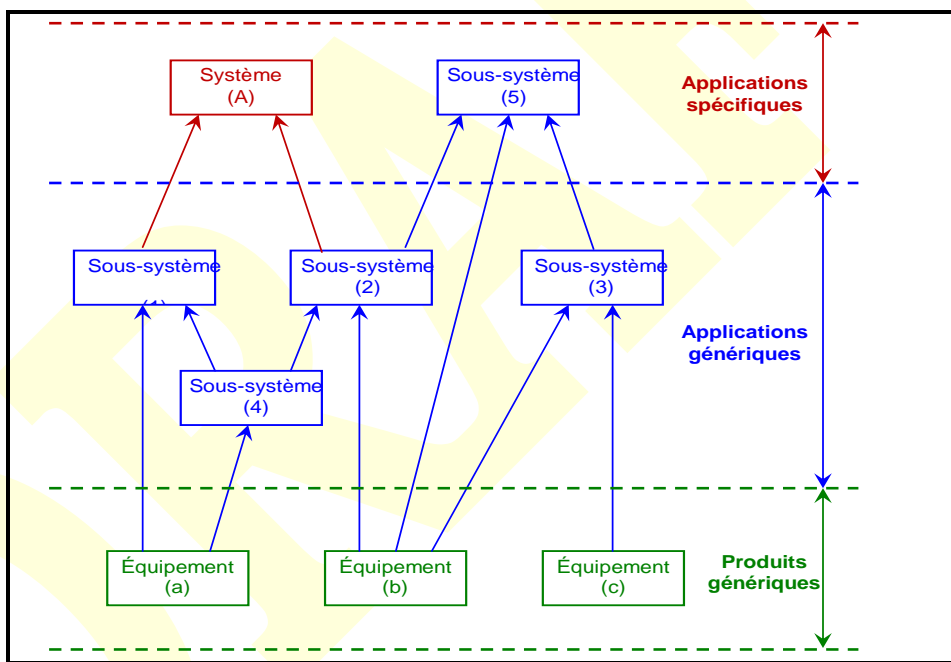 Système
(A)
Sous-système
(5)
Applications
spécifiques
Sous-système
Sous-système
(2)
Sous-système
(3)
Applications
génériques
Sous-système
(4)
Équipement
(a)
Équipement
(b)
Équipement
(c)
Produits
génériques